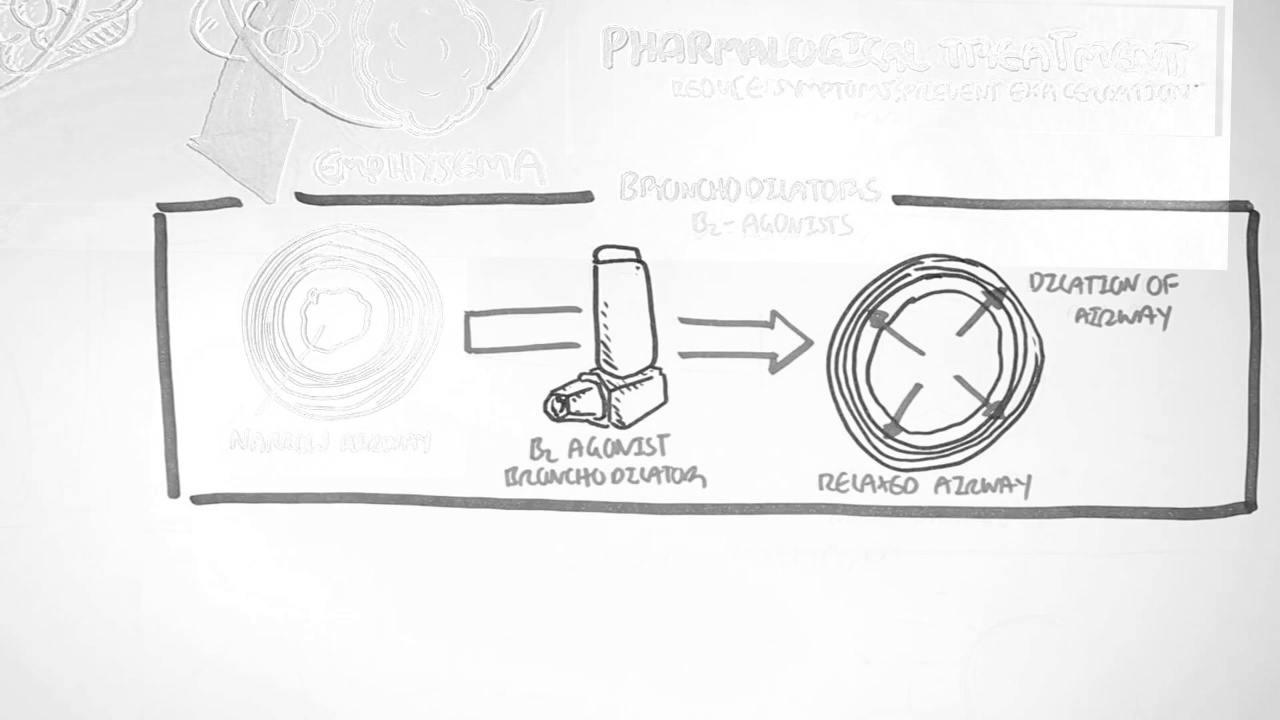 PHARMALOGICAL TREATMENT
REDUCE SYMPTOMS, PREVENT EXACERBATIONS
EMPHYSEMA
BRONCHODILATORS
B2- AGONISTS
DILATION OF
AIRWAY
NARROW AIRWAY
B2 AGONIST
BRONCHODILATOR
RELAXED AIRWAY